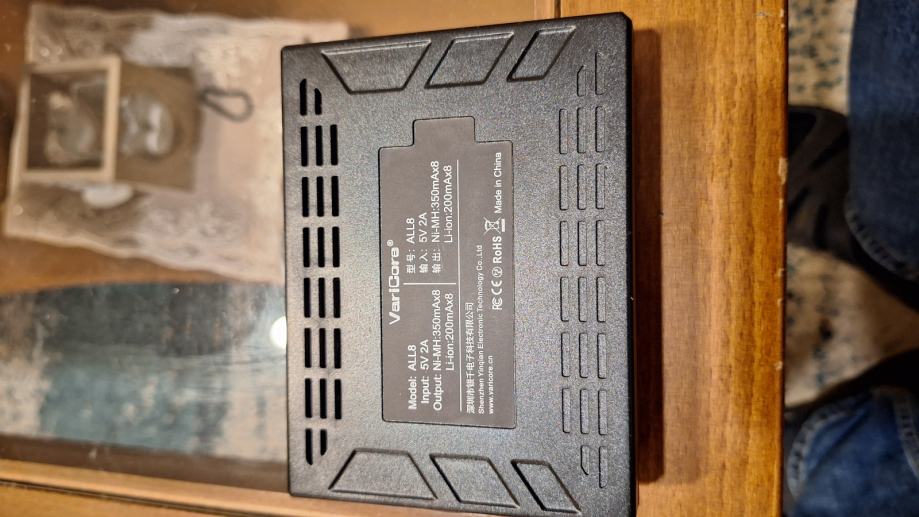 VariCore®
Model: ALL8
Input: 5V 2A
Output: Ni-MH:350mAx8
Li-ion:200mAx8
型号: ALL8
输入: 5V 2A
输出: Ni-MH:350mAx8
Li-ion:200mAx8
深圳市银千电子科技有限公司
Shenzhen Yinqian Electronic Technology Co.,Ltd
www.varicore.cn
FC CE RoHS Made in China